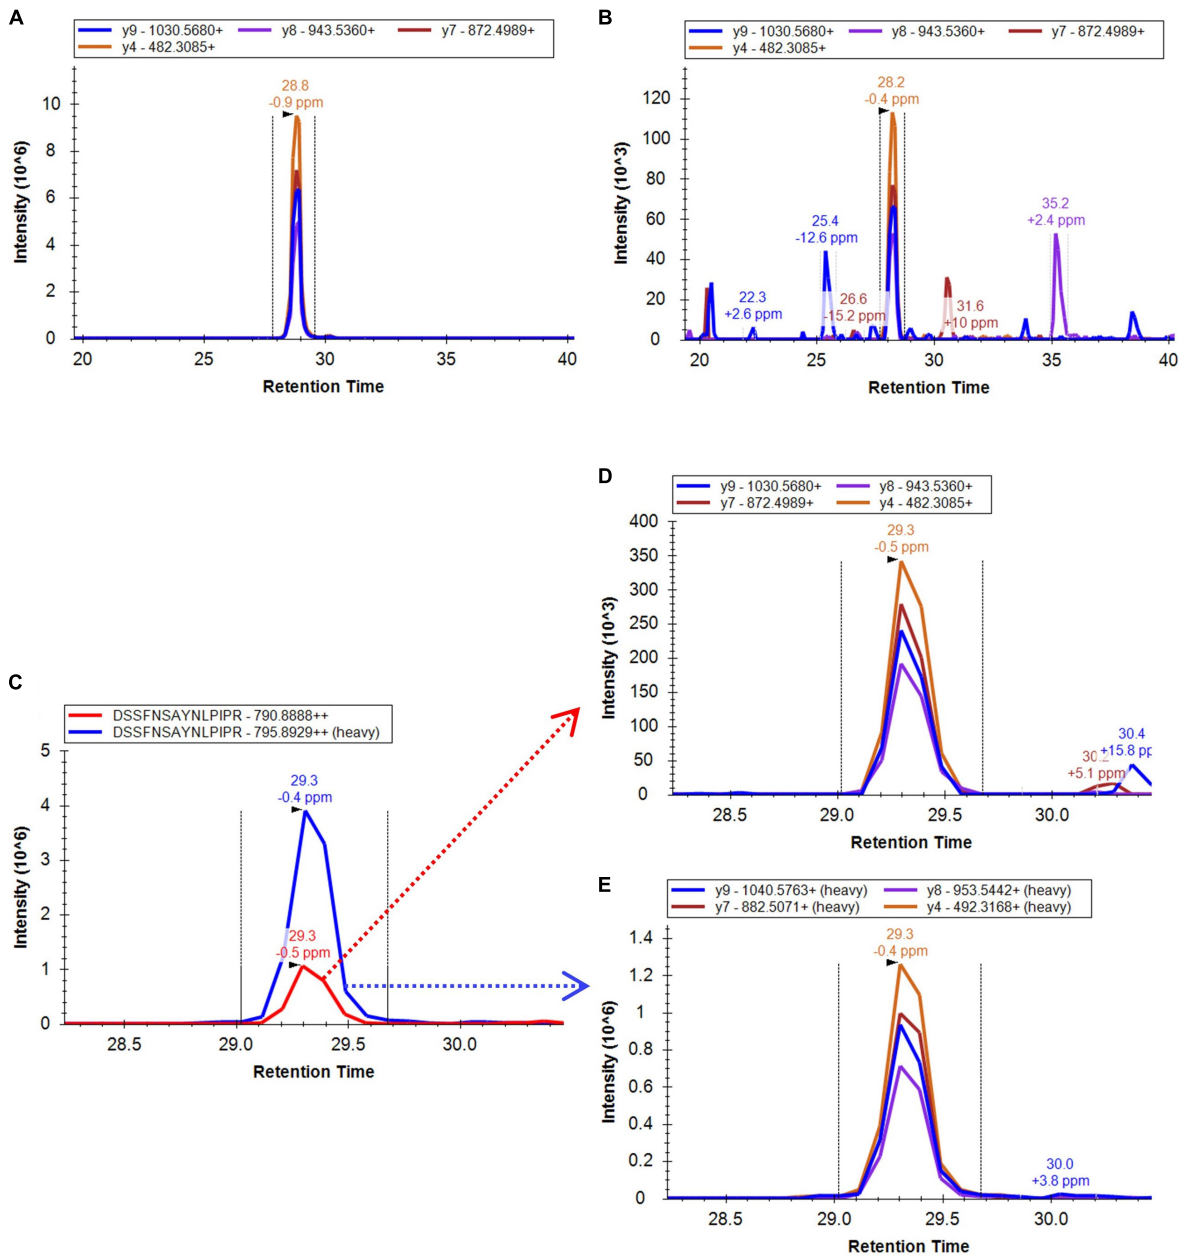 A
y9 - 1030.5680+ y8 - 943.5360+ y7 - 872.4989+
y4 - 482.3085+
28.8
-0.9 ppm
10
8
6
4
2
0
Intensity (10^6)
20 25 30 35 40
Retention Time
B
y9 - 1030.5680+ y8 - 943.5360+ y7 - 872.4989+
y4 - 482.3085+
28.2
-0.4 ppm
25.4
-12.6 ppm
35.2
+2.4 ppm
22.3
+2.6 ppm
26.6
-15.2 ppm
31.6
+10 ppm
120
100
80
60
40
20
0
Intensity (10^3)
20 25 30 35 40
Retention Time
C
DSSFNSAYNLPIPR - 790.8888++
DSSFNSAYNLPIPR - 795.8929++ (heavy)
29.3
-0.4 ppm
29.3
-0.5 ppm
5
4
3
2
1
0
Intensity (10^6)
28.5 29.0 29.5 30.0
Retention Time
D
y9 - 1030.5680+ y8 - 943.5360+
y7 - 872.4989+ y4 - 482.3085+
29.3
-0.5 ppm
30.4
+15.8 pp
30.2
+5.1 ppm
400
350
300
250
200
150
100
50
0
Intensity (10^3)
28.5 29.0 29.5 30.0
Retention Time
E
y9 - 1040.5763+ (heavy) y8 - 953.5442+ (heavy)
y7 - 882.5071+ (heavy) y4 - 492.3168+ (heavy)
29.3
-0.4 ppm
30.0
+3.8 ppm
1.4
1.2
1
0.8
0.6
0.4
0.2
0
Intensity (10^6)
28.5 29.0 29.5 30.0
Retention Time